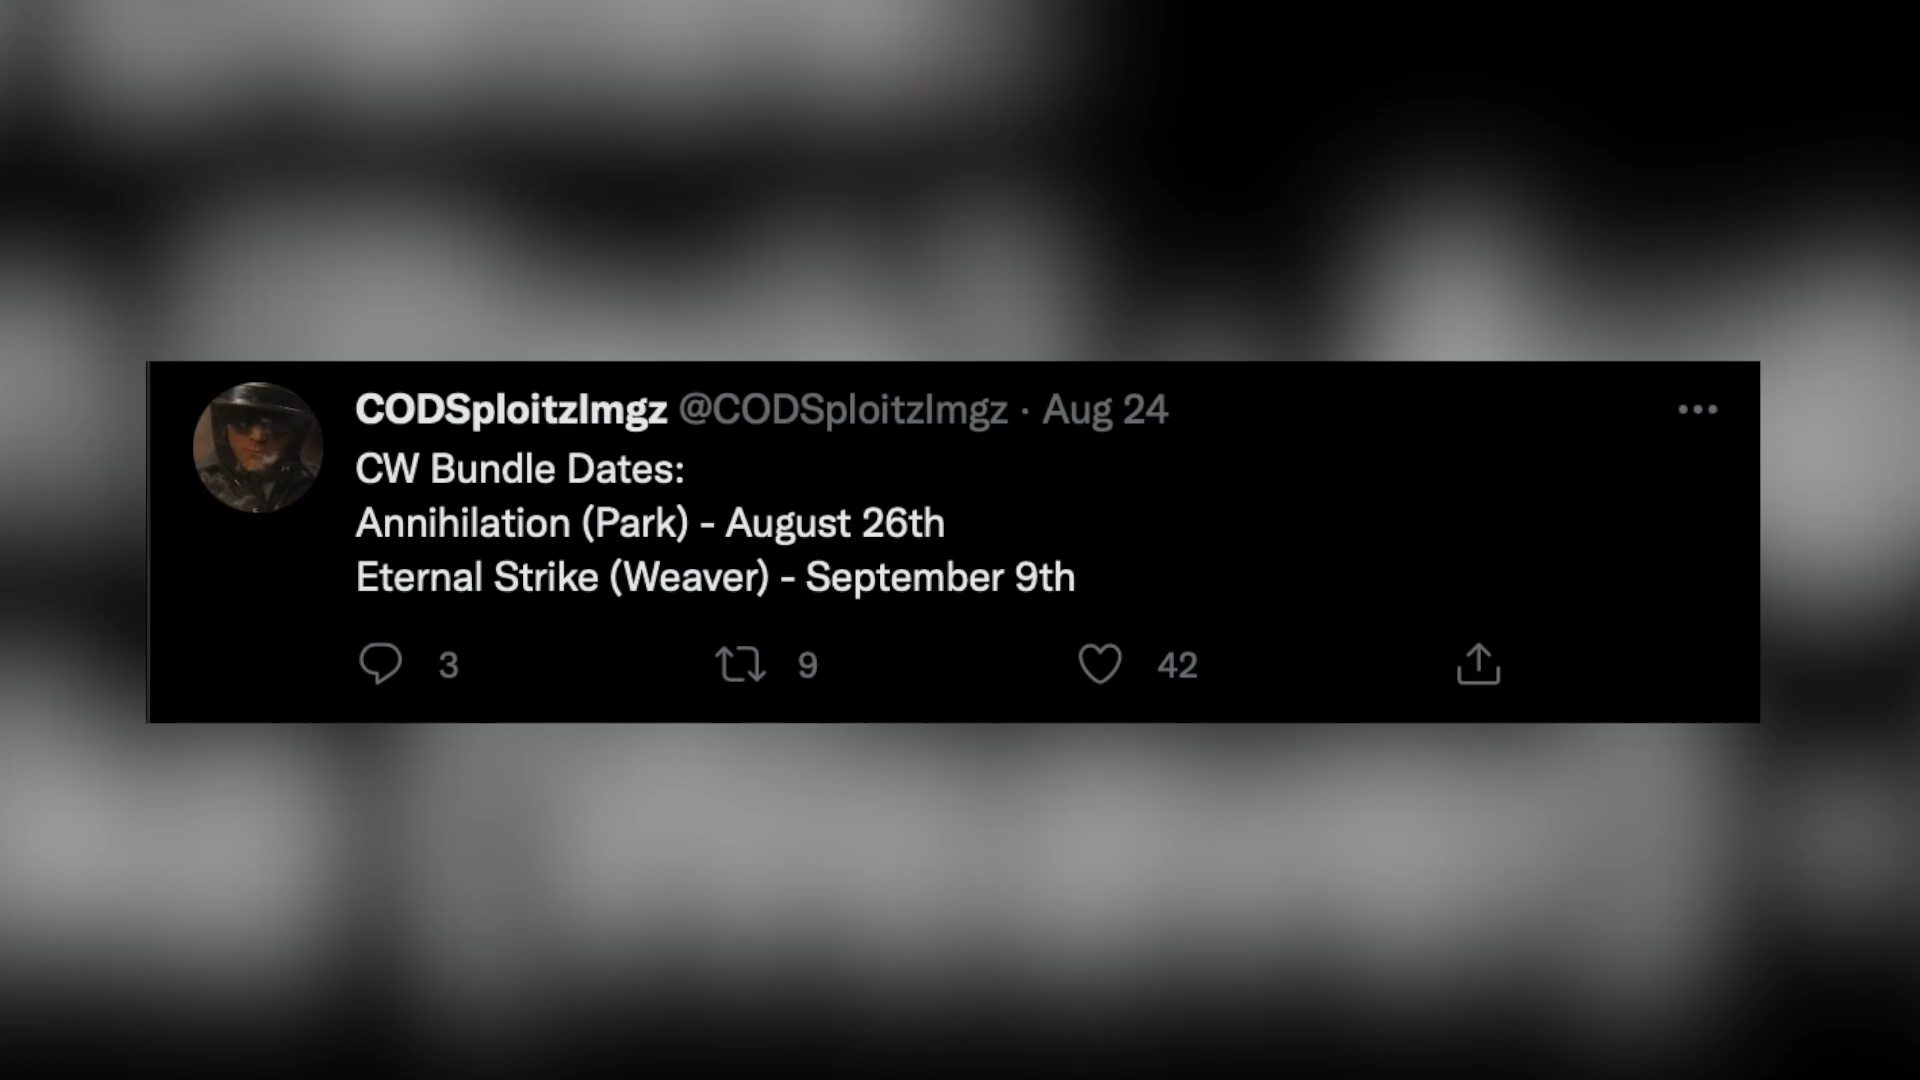 CODSploitzImgz @CODSploitzImgz · Aug 24
CW Bundle Dates:
Annihilation (Park) - August 26th
Eternal Strike (Weaver) - September 9th
3 9 42